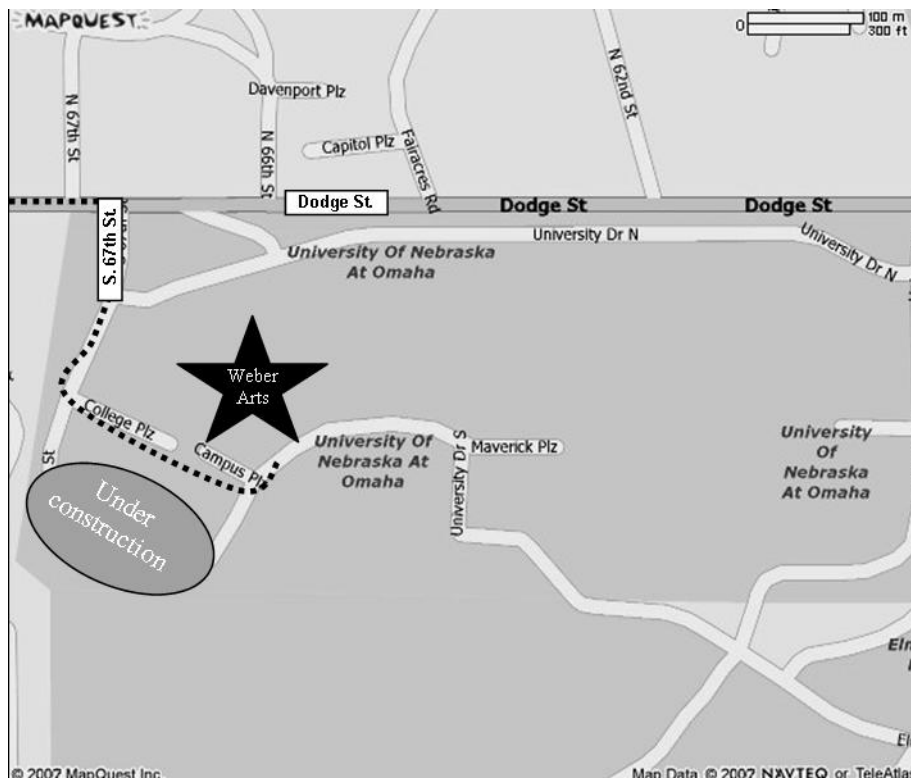 MAPQUEST
100 m
0
300 ft
Davenport Plz
N 67th St
N 66th St
N 62nd St
Capitol Plz
Fairacres Rd
Dodge St.
Dodge St
Dodge St
S. 67th St.
University Dr N
University Dr N
University Of Nebraska
At Omaha
Weber
Arts
College Plz
Campus Plz
University Of
Nebraska At
Omaha
University Dr S
Maverick Plz
University
Of
Nebraska
At Omaha
St
Under
construction
© 2007 MapQuest Inc.
Map Data © 2007 NAVTEQ or TeleAtlas